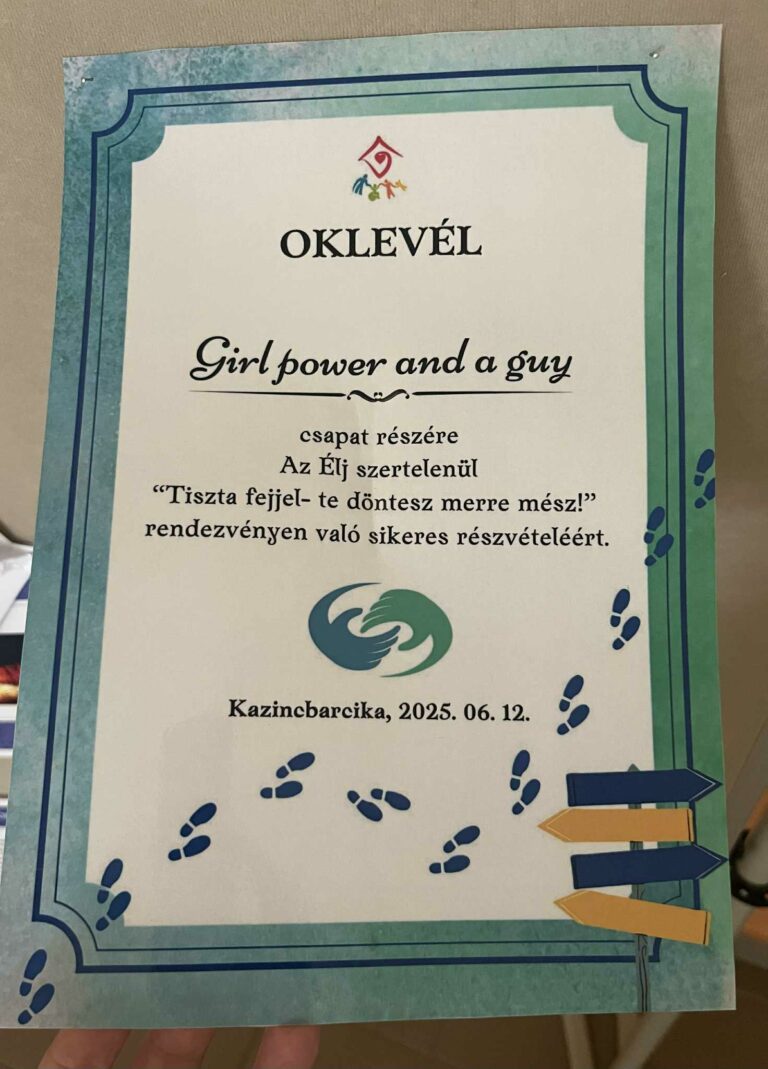 OKLEVÉL
Girl power and a guy
csapat részére
Az Élj szertelenül
“Tiszta fejjel- te döntesz merre mész!”
rendezvényen való sikeres részvételéért.
Kazincbarcika, 2025. 06. 12.